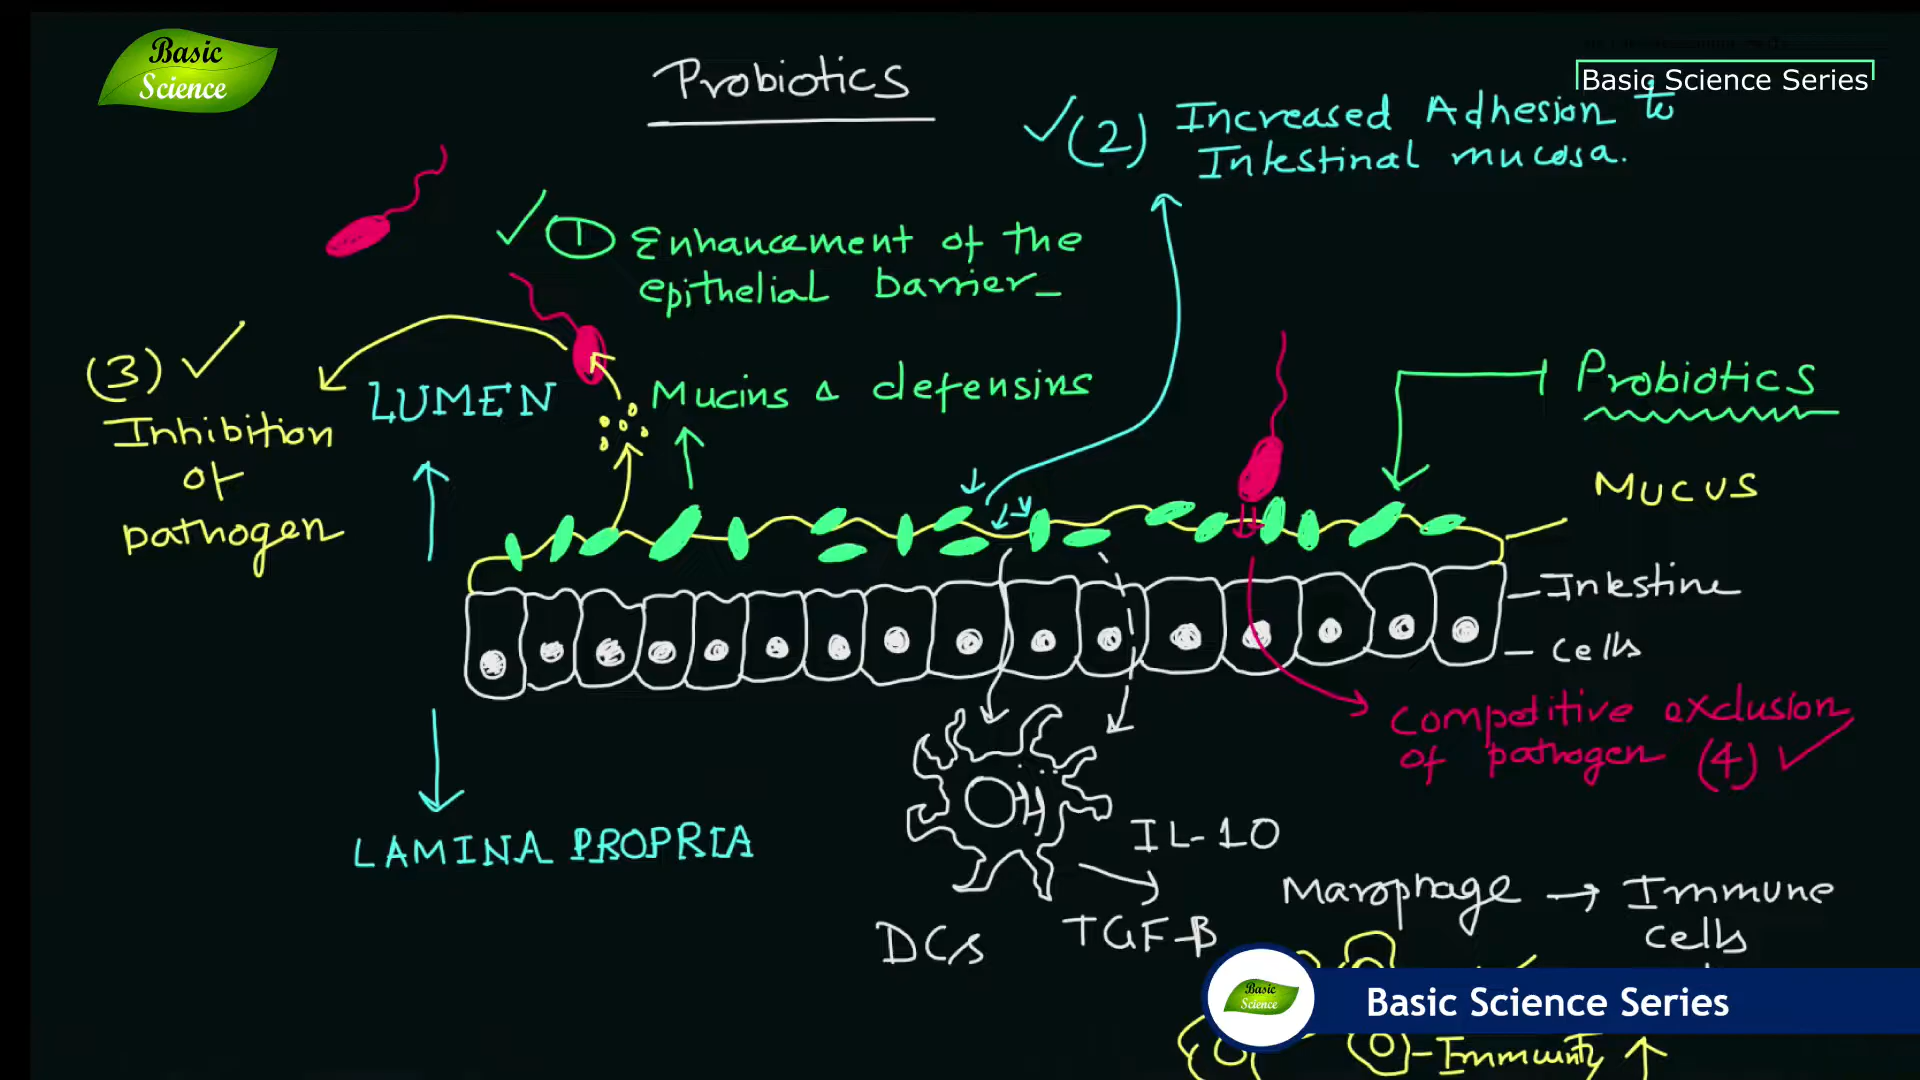 Basic
Science
Probiotics
Basic Science Series
(2) Increased Adhesion to
Intestinal mucosa.
1 Enhancement of the
epithelial barrier
(3)
Inhibition
of
pathogen
LUMEN
Mucins & defensins
Probiotics
Mucus
Intestine
Cells
Competitive exclusion
of pathogen (4)
LAMINA PROPRIA
IL-10
TGF-β
DCs
Marophage → Immune
cells
Basic
Science
Basic Science Series
-Immunity ↑